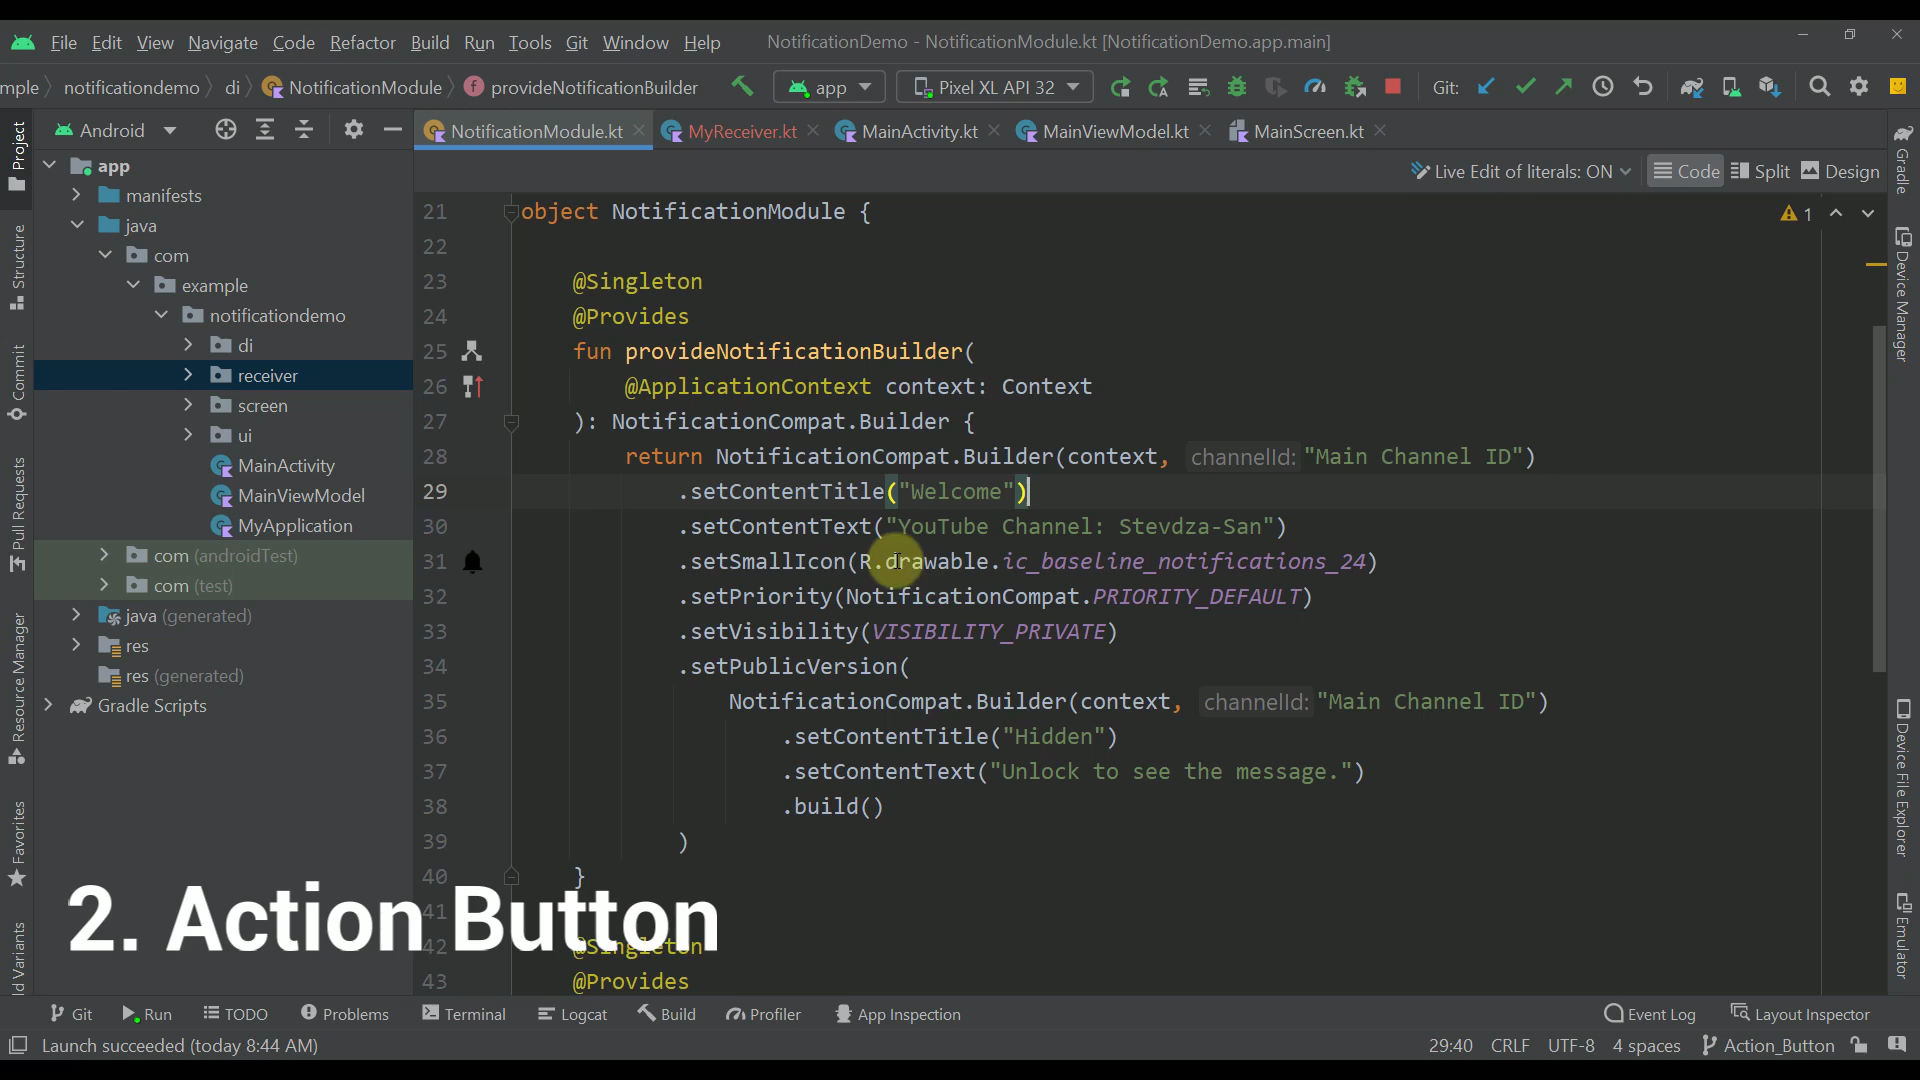 File Edit View Navigate Code Refactor Build Run Tools Git Window Help NotificationDemo - NotificationModule.kt [NotificationDemo.app.main]
mple notificationdemo di NotificationModule provideNotificationBuilder app Pixel XL API 32 Git:
Project Android NotificationModule.kt MyReceiver.kt MainActivity.kt MainViewModel.kt MainScreen.kt Gradle
Live Edit of literals: ON Code Split Design
app
manifests
java
com
example
notificationdemo
di
receiver
screen
ui
MainActivity
MainViewModel
MyApplication
com (androidTest)
com (test)
java (generated)
res
res (generated)
Gradle Scripts
Structure
Commit
Pull Requests
Resource Manager
Favorites
ld Variants
1
21 object NotificationModule {
22
23 @Singleton
24 @Provides
25 fun provideNotificationBuilder(
26 @ApplicationContext context: Context
27 ): NotificationCompat.Builder {
28 return NotificationCompat.Builder(context, channelId: "Main Channel ID")
29 .setContentTitle("Welcome")
30 .setContentText("YouTube Channel: Stevdza-San")
31 .setSmallIcon(R.drawable.ic_baseline_notifications_24)
32 .setPriority(NotificationCompat.PRIORITY_DEFAULT)
33 .setVisibility(VISIBILITY_PRIVATE)
34 .setPublicVersion(
35 NotificationCompat.Builder(context, channelId: "Main Channel ID")
36 .setContentTitle("Hidden")
37 .setContentText("Unlock to see the message.")
38 .build()
39 )
40 }
41
42 @Singleton
43 @Provides
2. Action Button
Device Manager
Device File Explorer
Emulator
Git Run TODO Problems Terminal Logcat Build Profiler App Inspection Event Log Layout Inspector
Launch succeeded (today 8:44 AM) 29:40 CRLF UTF-8 4 spaces Action_Button